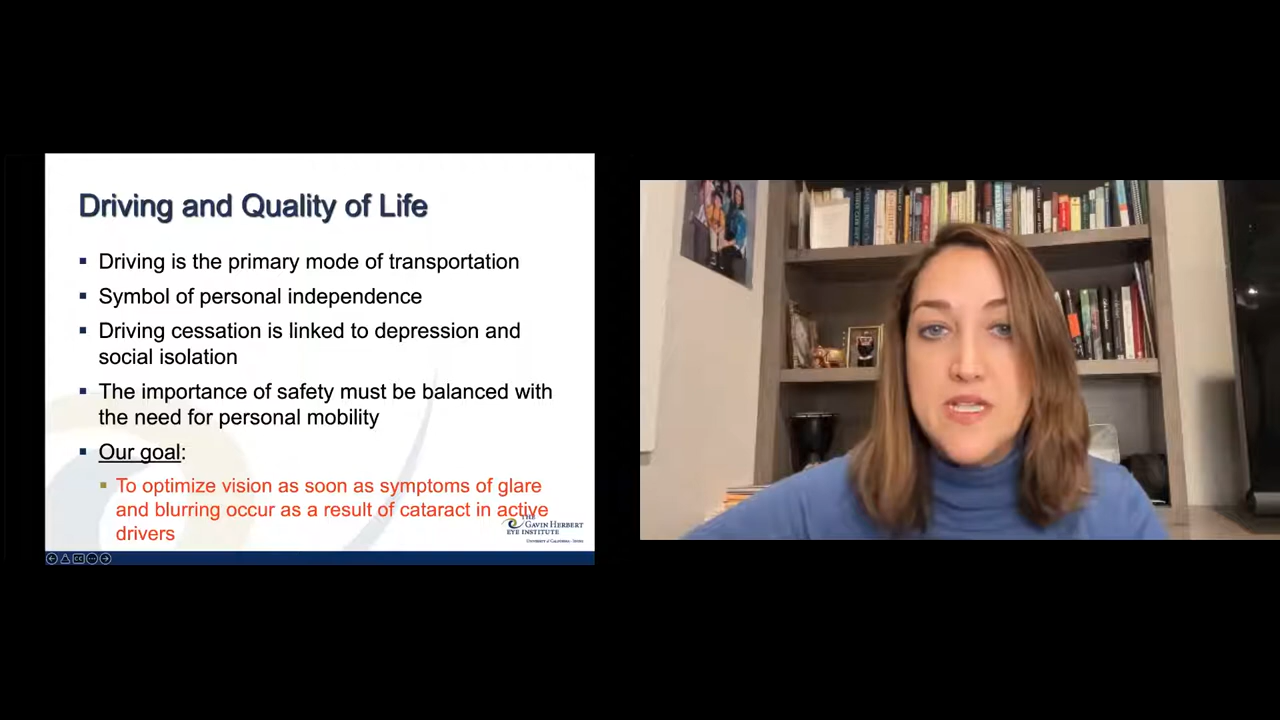 Driving and Quality of Life
Driving is the primary mode of transportation
Symbol of personal independence
Driving cessation is linked to depression and
social isolation
The importance of safety must be balanced with
the need for personal mobility
Our goal:
To optimize vision as soon as symptoms of glare
and blurring occur as a result of cataract in active
drivers
THE
GAVIN HERBERT
EYE INSTITUTE